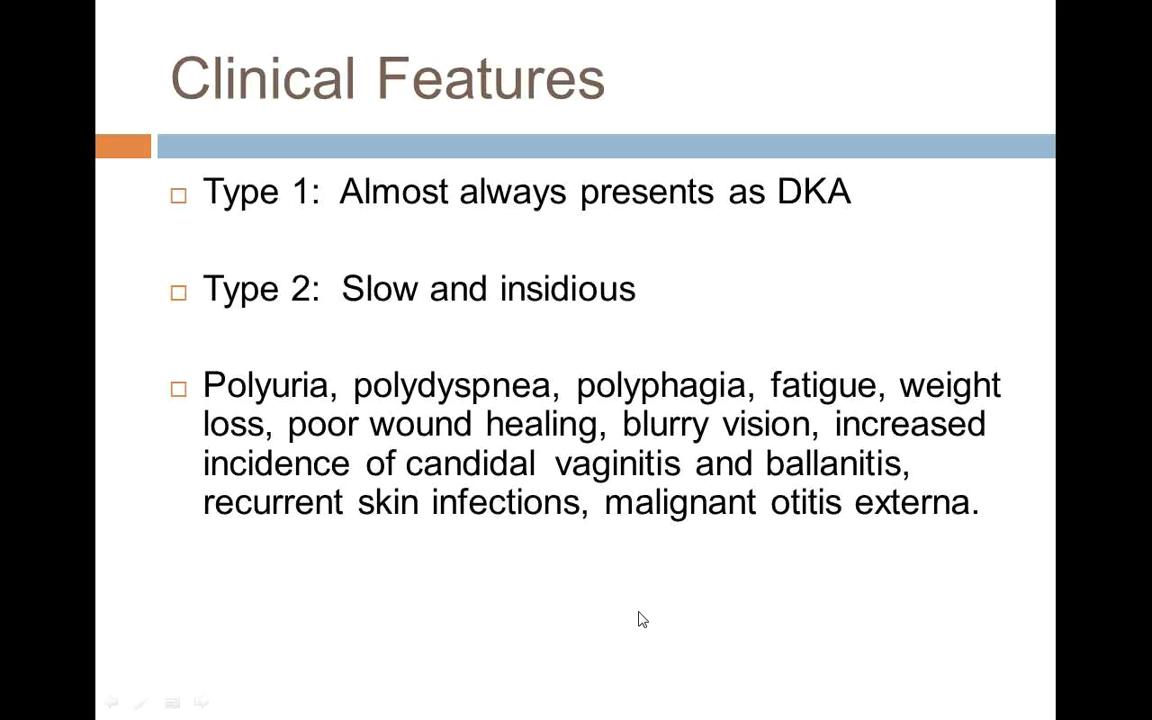 Clinical Features
Type 1: Almost always presents as DKA
Type 2: Slow and insidious
Polyuria, polydyspnea, polyphagia, fatigue, weight
loss, poor wound healing, blurry vision, increased
incidence of candidal vaginitis and ballanitis,
recurrent skin infections, malignant otitis externa.